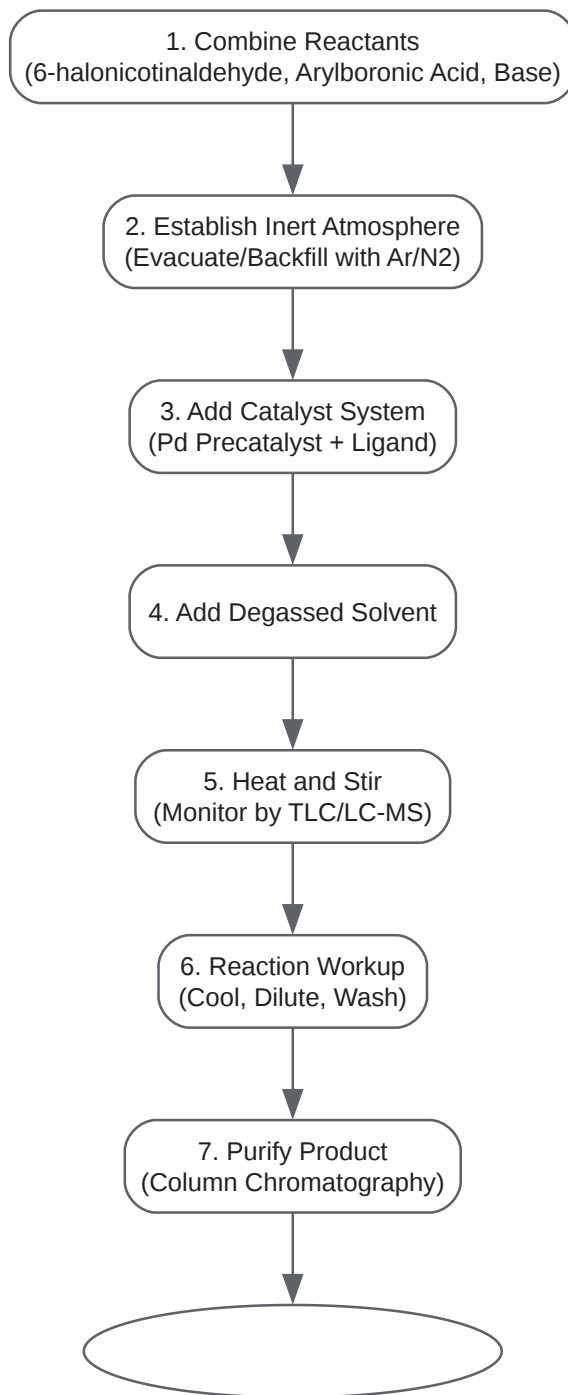 1. Combine Reactants
(6-halonicotinaldehyde, Arylboronic Acid, Base)
2. Establish Inert Atmosphere
(Evacuate/Backfill with Ar/N2)
3. Add Catalyst System
(Pd Precatalyst + Ligand)
4. Add Degassed Solvent
5. Heat and Stir
(Monitor by TLC/LC-MS)
6. Reaction Workup
(Cool, Dilute, Wash)
7. Purify Product
(Column Chromatography)